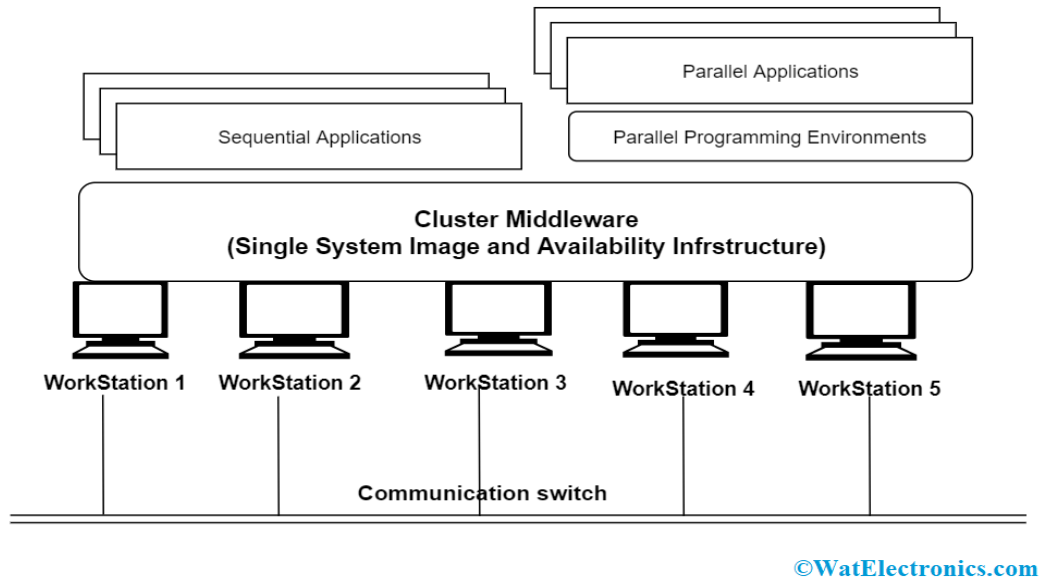 Parallel Applications
Sequential Applications
Parallel Programming Environments
Cluster Middleware
(Single System Image and Availability Infrstructure)
WorkStation 1
WorkStation 2
WorkStation 3
WorkStation 4
WorkStation 5
Communication switch
©WatElectronics.com